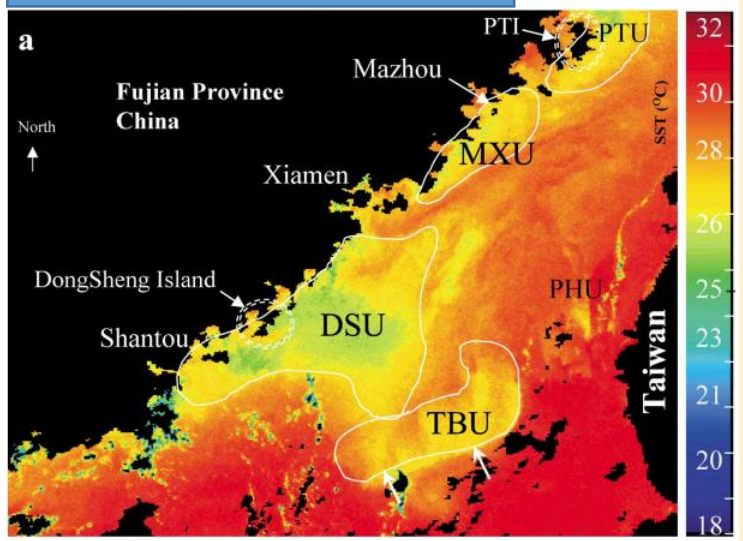 a
PTI
PTU
Mazhou
Fujian Province
China
North
MXU
Xiamen
DongSheng Island
PHU
DSU
Shantou
TBU
Taiwan
SST (°C)
32
30
28
26
25
23
21
20
18